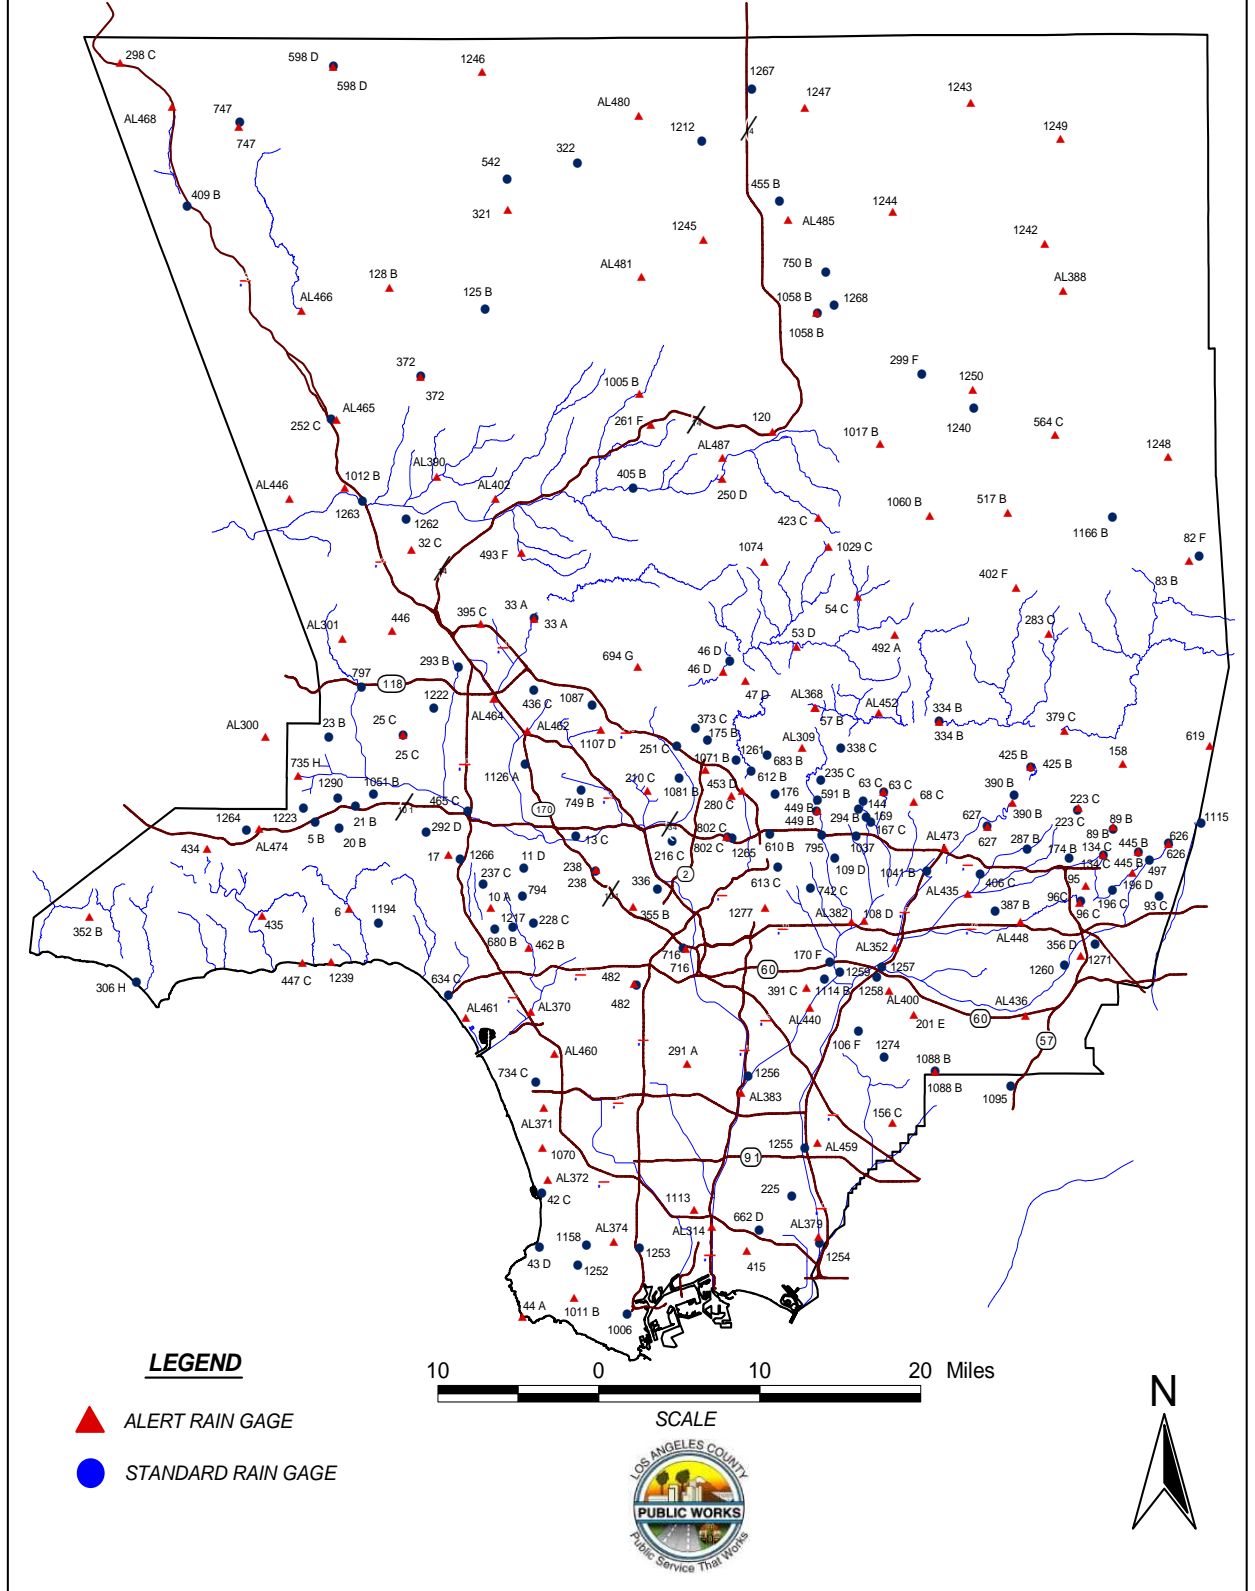 298 C
598 D
598 D
1246
1267
1247
1243
AL480
AL468
747
747
1212
1249
322
542
409 B
321
455 B
AL485
1244
1245
1242
AL481
750 B
AL388
128 B
AL466
125 B
1058 B
1268
1058 B
372
372
299 F
1250
1005 B
1240
AL465
252 C
261 F
120
1017 B
564 C
AL487
1248
AL390
1012 B
AL446
AL402
405 B
250 D
1263
1262
423 C
1060 B
517 B
1166 B
32 C
493 F
1074
1029 C
82 F
402 F
83 B
54 C
33 A
33 A
395 C
446
AL301
53 D
492 A
283 C
46 D
46 D
694 G
293 B
797
118
47 D
436 C
1087
1222
AL464
AL368
57 B
AL452
334 B
334 B
379 C
AL300
23 B
25 C
25 C
AL462
1107 D
373 C
175 B
251 C
AL309
338 C
619
735 H
1126 A
1071 B
1261
683 B
612 B
425 B
425 B
158
210 C
1081 B
453 D
280 C
176
235 C
591 B
63 C
63 C
68 C
390 B
390 B
1290
1051 B
465 C
749 B
449 B
449 B
144
169
167 C
294 B
223 C
223 C
1115
1264
1223
5 B
21 B
20 B
101
292 D
170
13 C
134
216 C
802 C
802 C
1265
610 B
795
1037
AL473
627
627
287 B
89 B
89 B
626
626
434
AL474
17
1266
11 D
238
238
2
336
613 C
109 D
742 C
1041 B
AL435
406 C
174 B
134 C
134 C
445 B
445 B
497
237 C
794
10 A
355 B
1277
AL382
108 D
387 B
95
96C
96 C
196 D
196 C
93 C
352 B
435
6
1194
1217
228 C
680 B
462 B
AL448
356 D
1271
716
716
170 F
AL352
1257
1259
1260
306 H
447 C
1239
634 C
482
482
60
391 C
1114 B
1258
AL400
AL436
AL461
AL370
AL440
201 E
60
57
AL460
106 F
1274
291 A
734 C
1256
1088 B
1088 B
1095
AL383
AL371
156 C
1070
1255
AL459
91
AL372
42 C
225
1113
662 D
AL379
AL374
AL314
1158
1253
43 D
1252
415
1254
1011 B
44 A
1006
LEGEND
ALERT RAIN GAGE
STANDARD RAIN GAGE
10 0 10 20 Miles
SCALE
N
LOS ANGELES COUNTY
PUBLIC WORKS
Public Service That Works